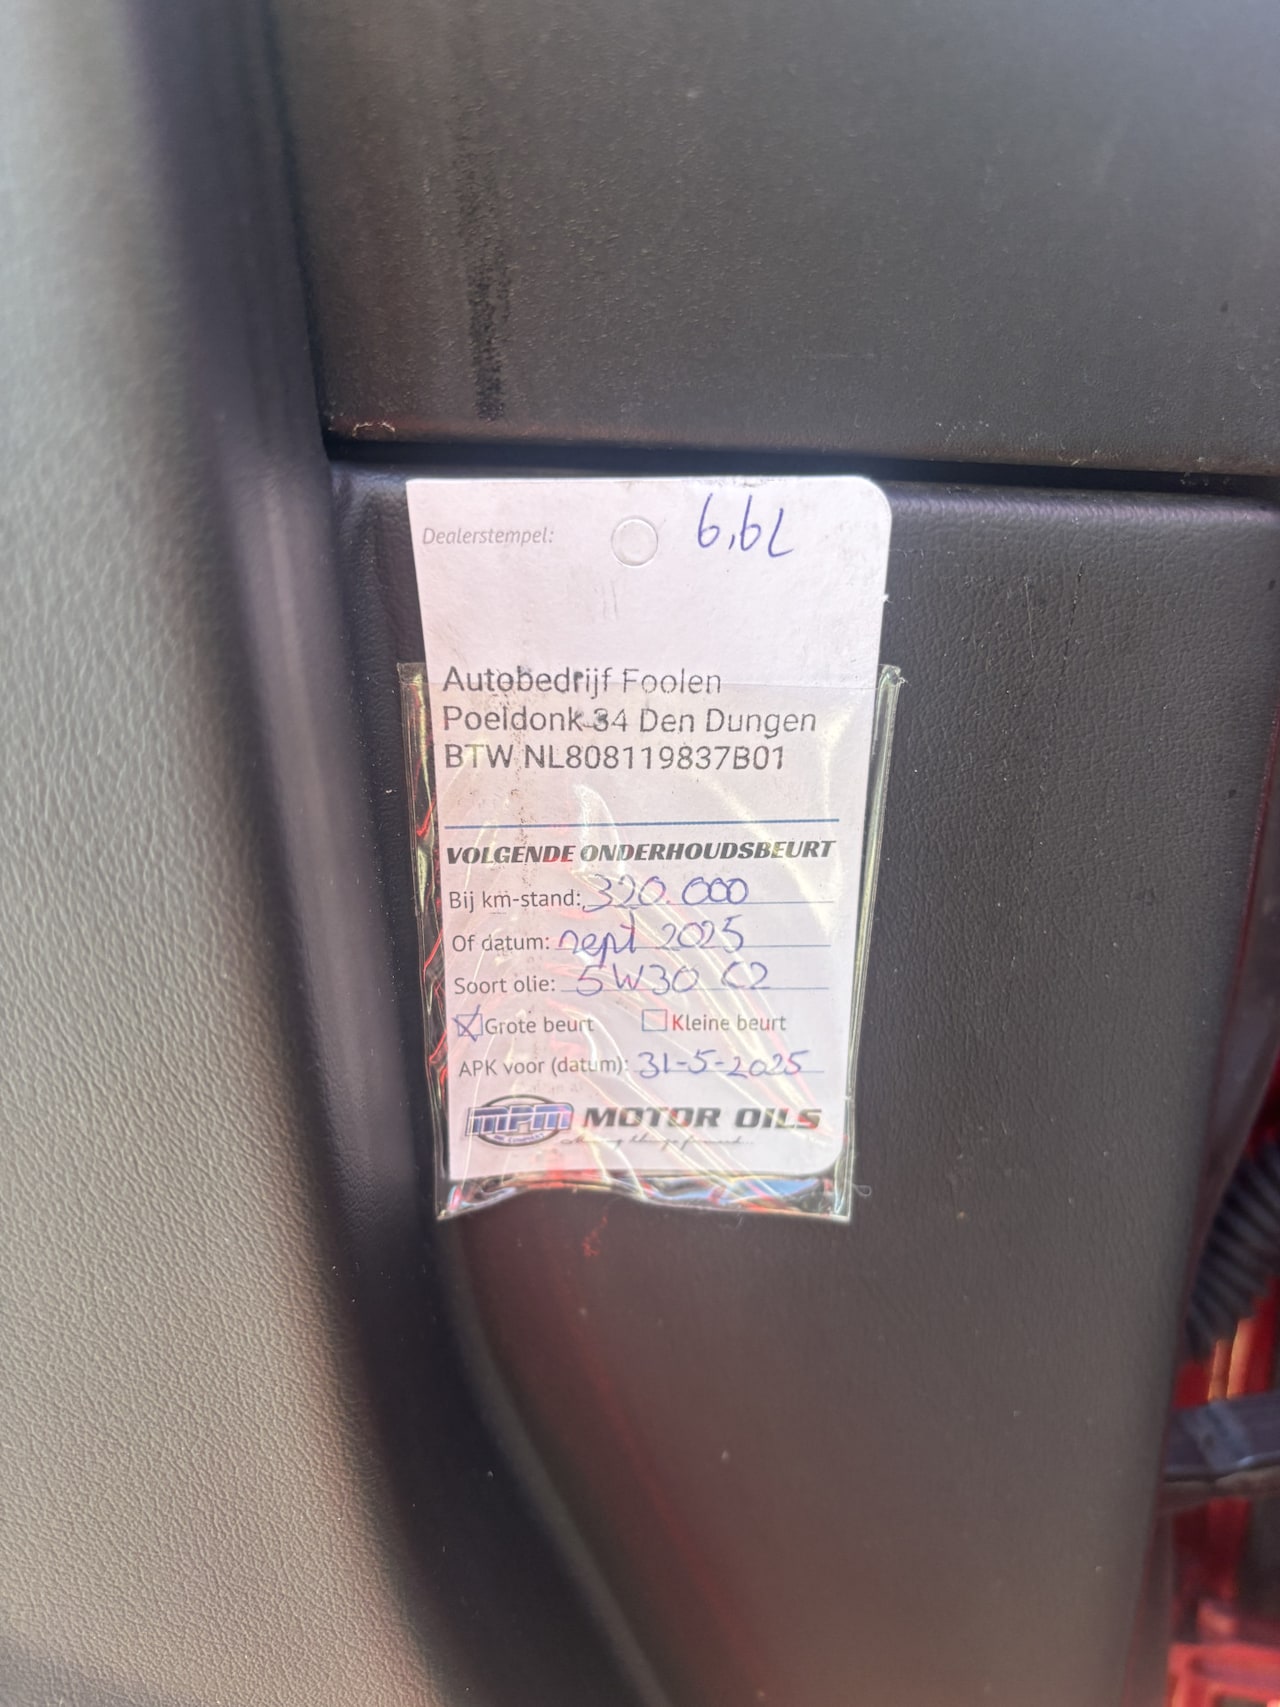 Dealerstempel:
6,6L
Autobedrijf Foolen
Poeldonk 34 Den Dungen
BTW NL808119837B01
VOLGENDE ONDERHOUDSBEURT
Bij km-stand: 320.000
Of datum: sept 2025
Soort olie: 5W30 C2
Grote beurt Kleine beurt
APK voor (datum): 31-5-2025
MPM MOTOR OILS